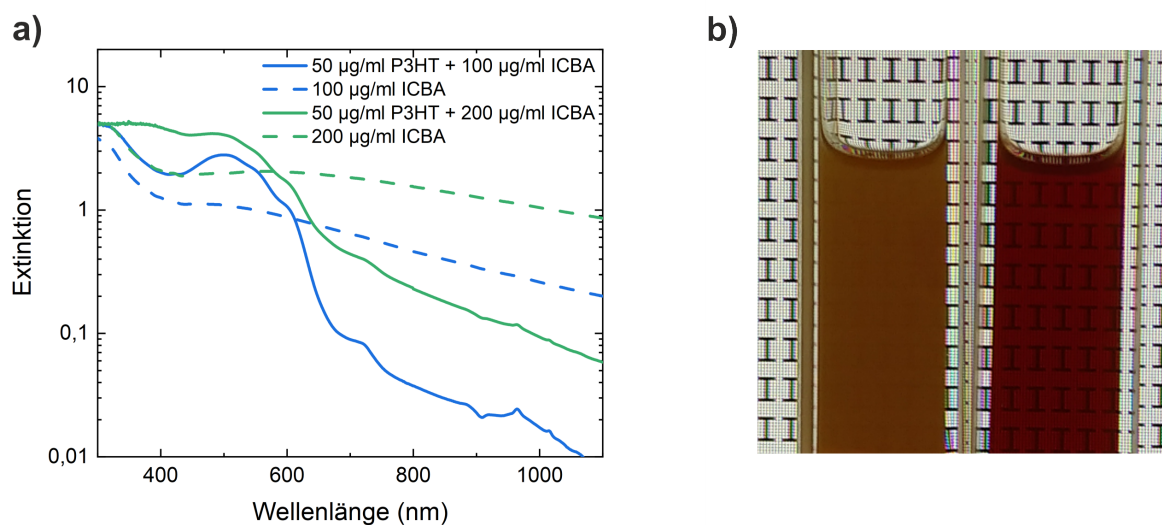 a)
b)
50 µg/ml P3HT + 100 µg/ml ICBA
100 µg/ml ICBA
50 µg/ml P3HT + 200 µg/ml ICBA
200 µg/ml ICBA
10
1
0,1
0,01
Extinktion
400
600
800
1000
Wellenlänge (nm)